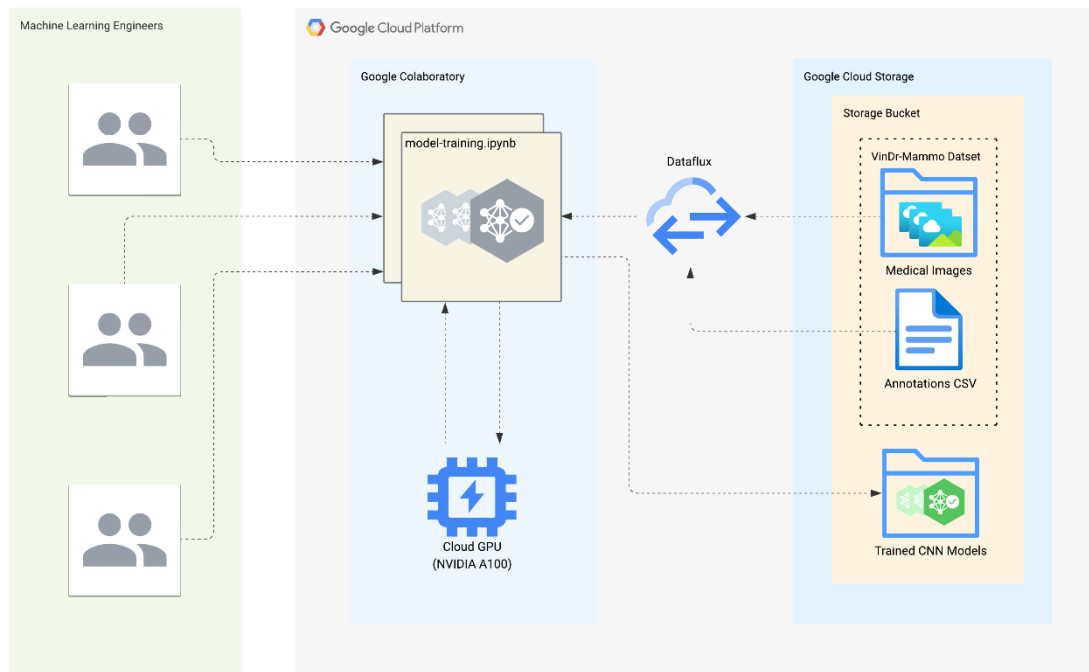 Machine Learning Engineers
Google Cloud Platform
Google Colaboratory
model-training.ipynb
Cloud GPU
(NVIDIA A100)
Dataflux
Google Cloud Storage
Storage Bucket
VinDr-Mammo Datset
Medical Images
Annotations CSV
Trained CNN Models